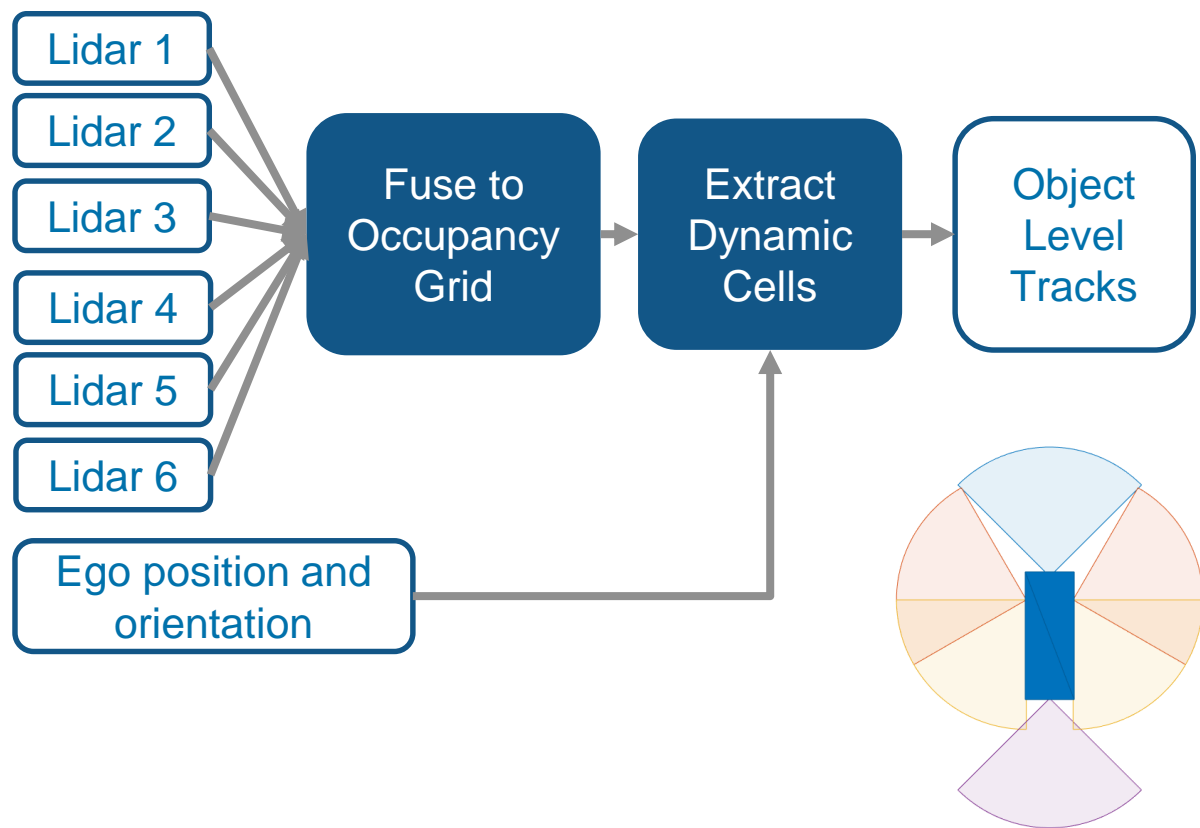 Lidar 1
Lidar 2
Lidar 3
Lidar 4
Lidar 5
Lidar 6
Fuse to
Occupancy
Grid
Extract
Dynamic
Cells
Object
Level
Tracks
Ego position and
orientation